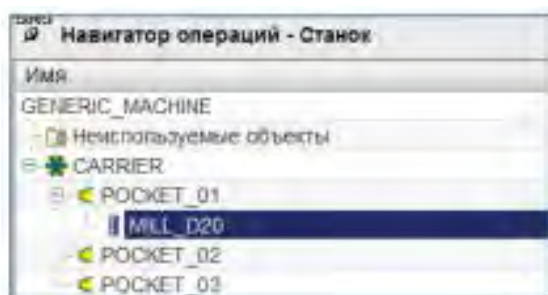 Навигатор операций - Станок
Имя
GENERIC_MACHINE
Неиспользуемые объекты
CARRIER
POCKET_01
MILL_D20
POCKET_02
POCKET_03